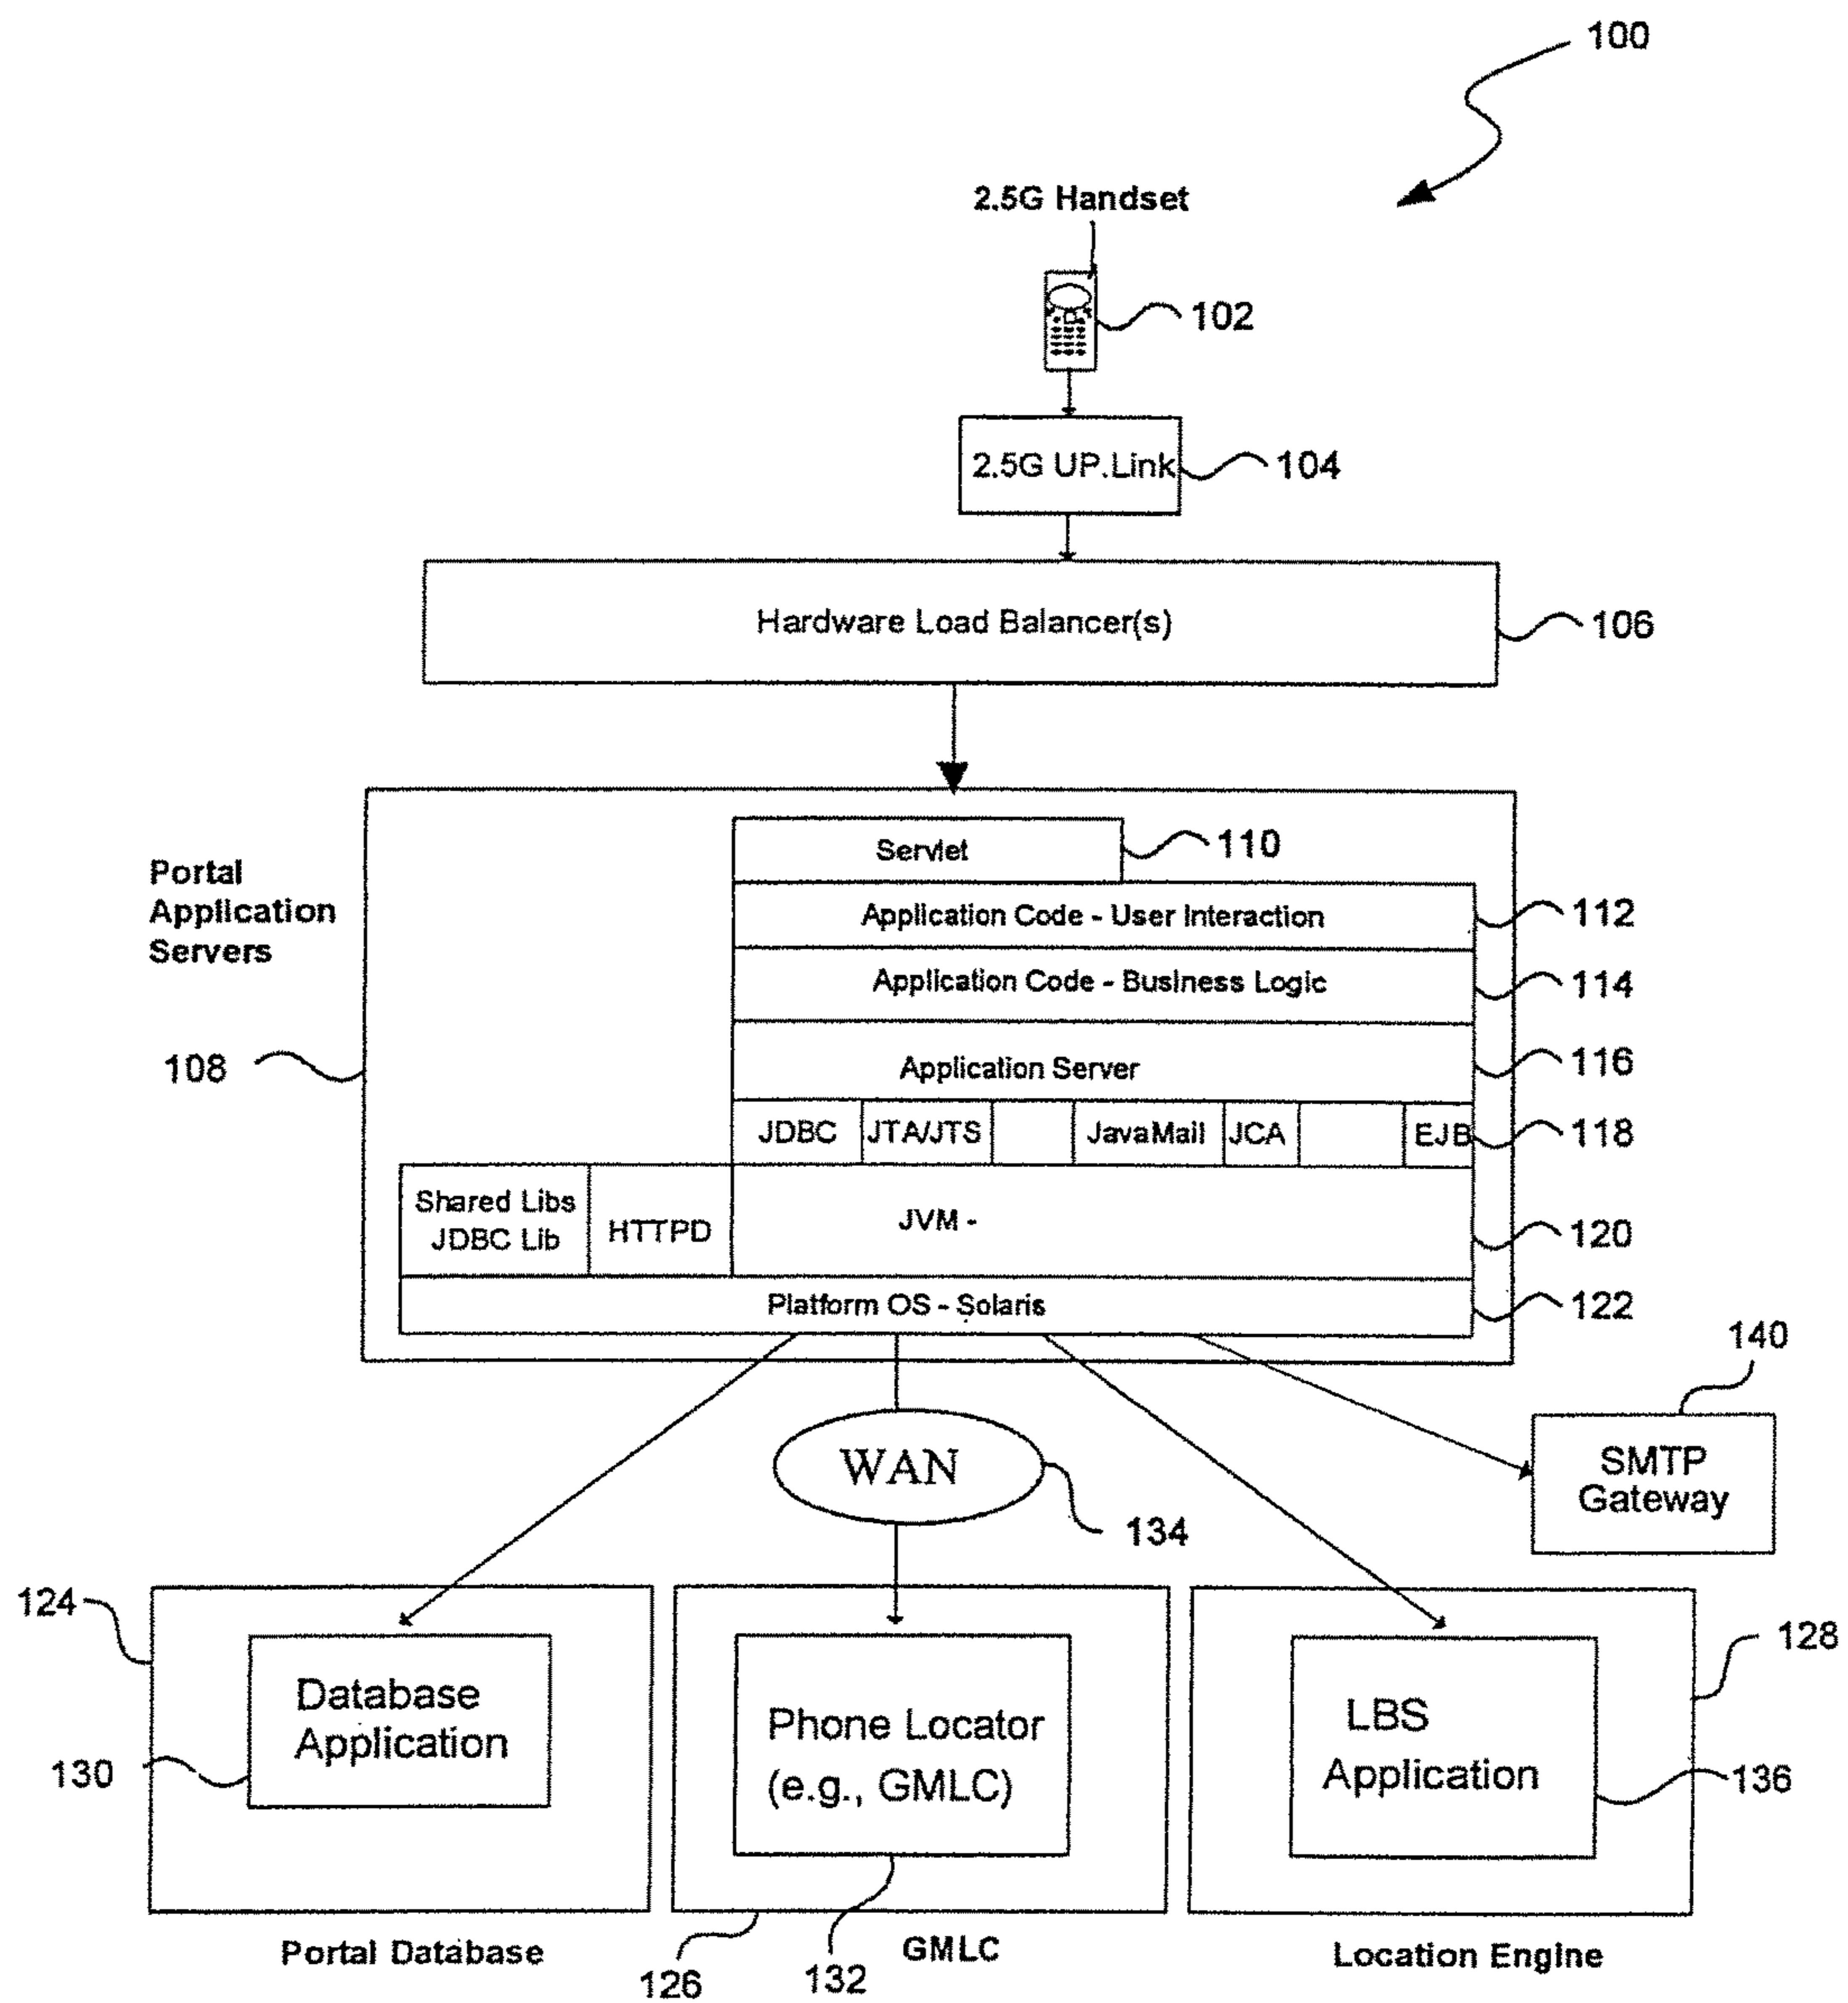 100
2.5G Handset
102
2.5G UP.Link
104
Hardware Load Balancer(s)
106
Portal
Application
Servers
108
Servlet
110
Application Code - User Interaction
112
Application Code - Business Logic
114
Application Server
116
JDBC
JTA/JTS
JavaMail
JCA
EJB
118
Shared Libs
JDBC Lib
HTTPD
JVM -
120
Platform OS - Solaris
122
140
SMTP
Gateway
WAN
134
124
Database
Application
130
Portal Database
Phone Locator
(e.g., GMLC)
126
132
GMLC
128
LBS
Application
136
Location Engine